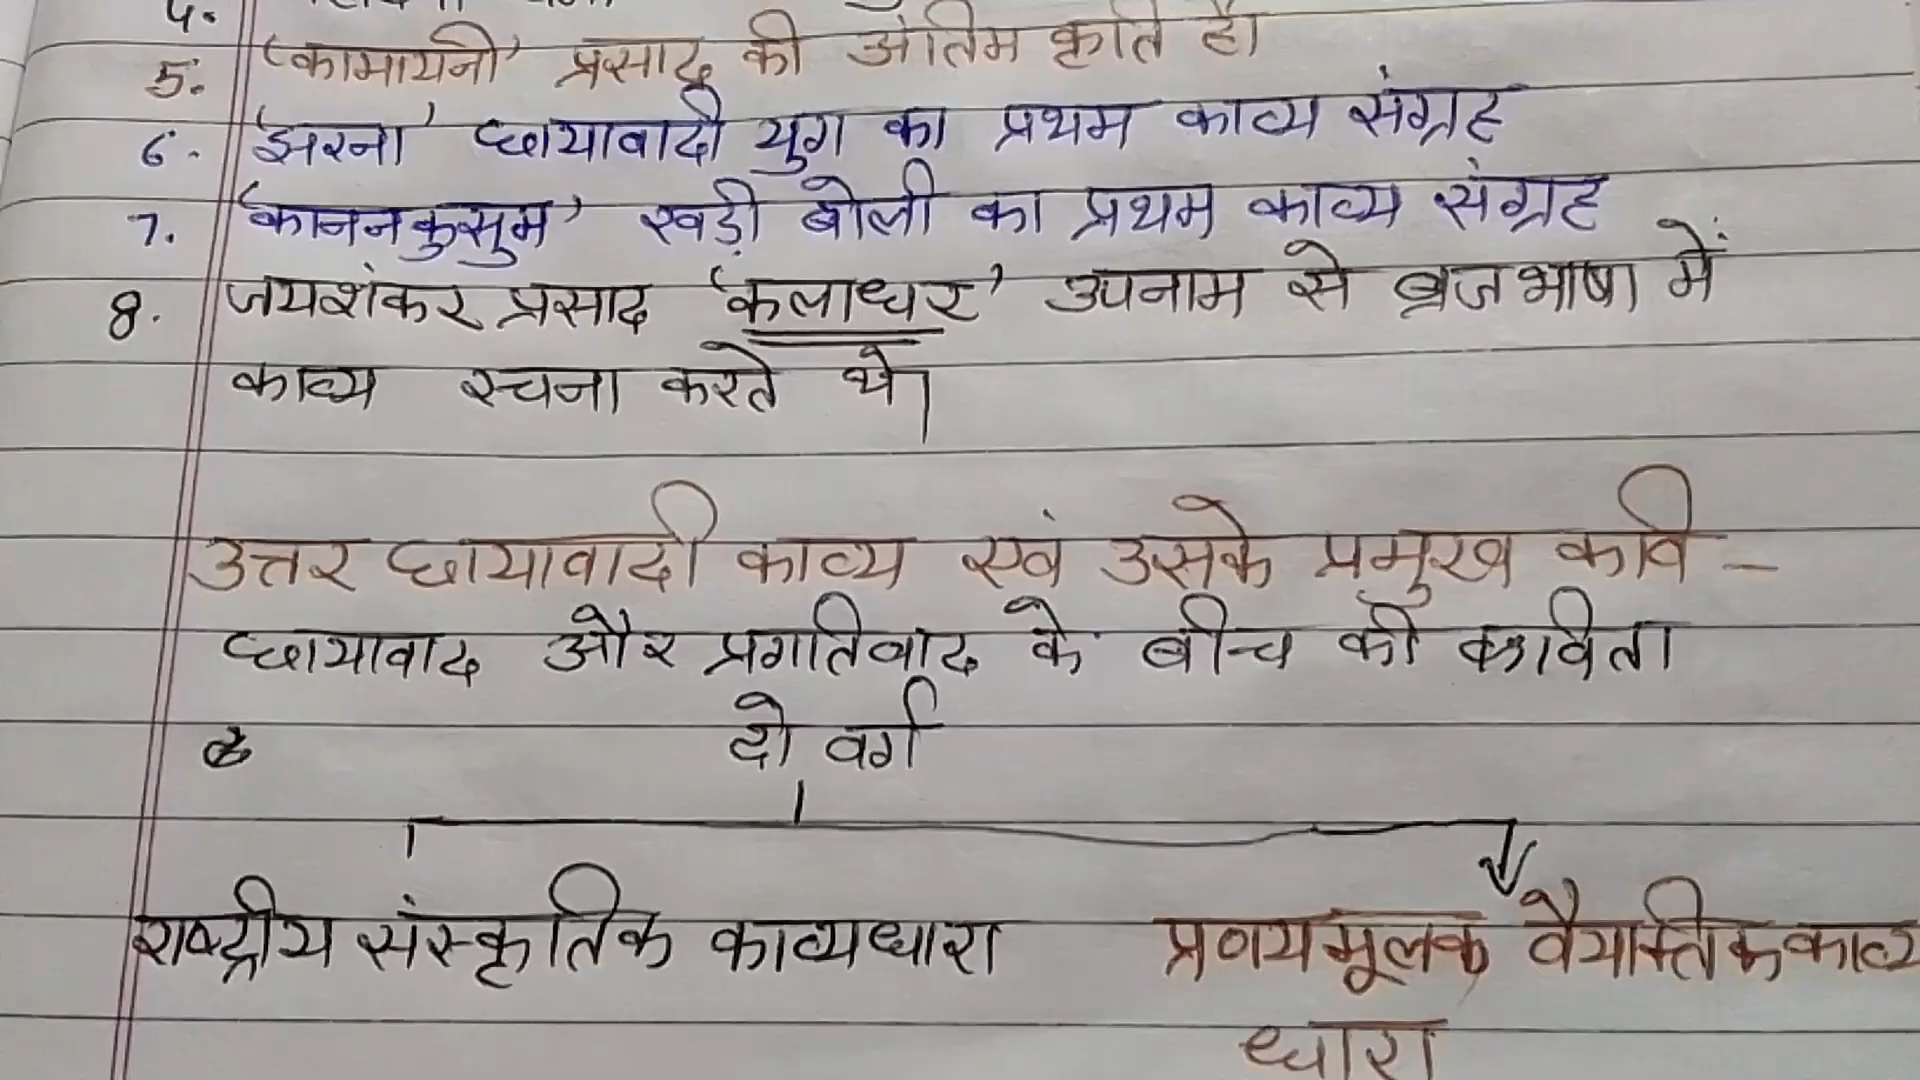 4.
5. 'कामायनी' प्रसाद की अंतिम कृति है।
6. 'झरना' छायावादी युग का प्रथम काव्य संग्रह
7. 'काननकुसुम' खड़ी बोली का प्रथम काव्य संग्रह
8. जयशंकर प्रसाद 'कलाधर' उपनाम से ब्रजभाषा में
काव्य रचना करते थे।
उत्तर छायावादी काव्य एवं उसके प्रमुख कवि -
छायावाद और प्रगतिवाद के बीच की कविता
दो वर्ग
राष्ट्रीय संस्कृतिक काव्यधारा प्रणयमूलक वैयक्तिक काव्य
धारा